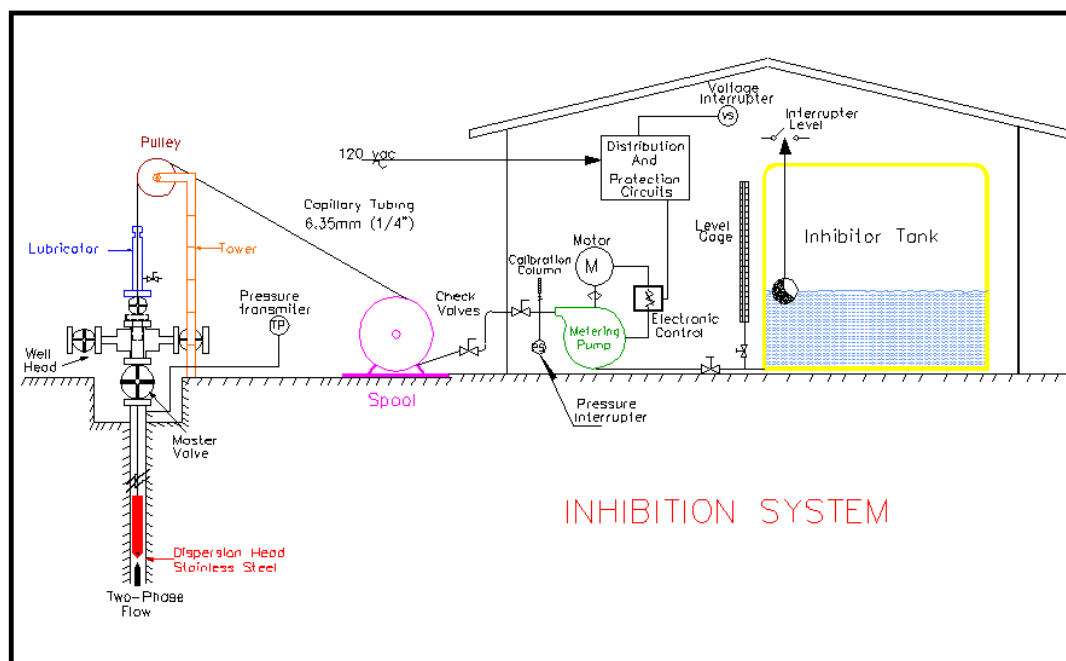 Voltage
Interrupter
VS
Interrupter
Level
Pulley
120 vac
Distribution
And
Protection
Circuits
Capillary Tubing
6.35mm (1/4")
Lubricator
Tower
Level
Gage
Inhibitor Tank
Motor
M
Calibration
Column
Pressure
transmiter
TP
Check
Valves
Electronic
Control
Metering
Pump
PS
Well
Head
Spool
Pressure
Interrupter
Master
Valve
INHIBITION SYSTEM
Dispersion Head
Stainless Steel
Two-Phase
Flow